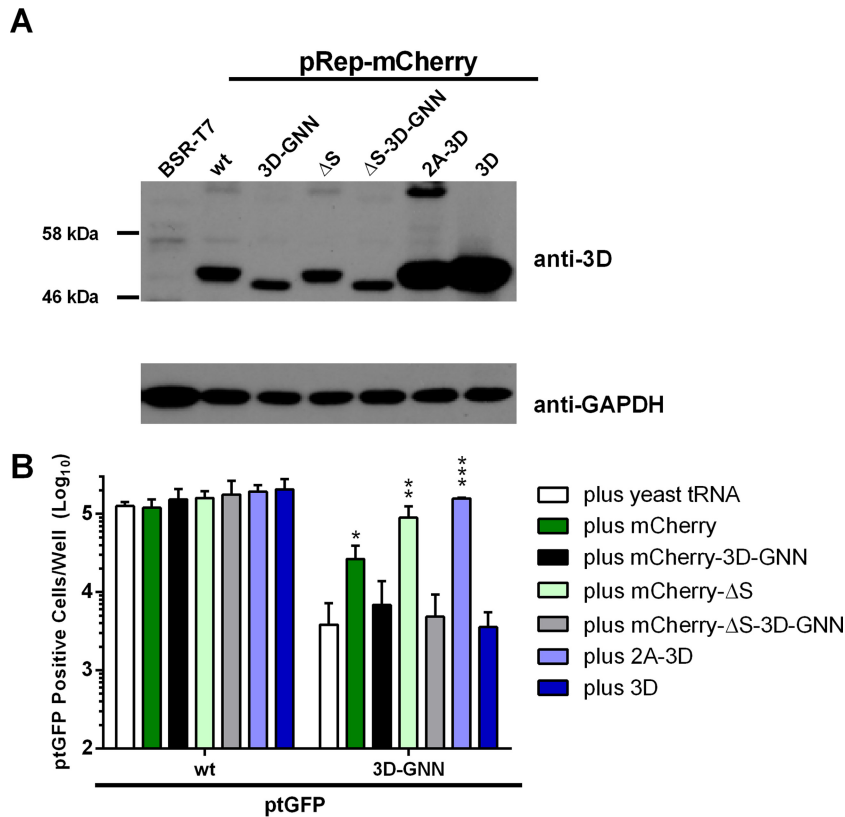 A
pRep-mCherry
BSR-T7
wt
3D-GNN
ΔS
ΔS-3D-GNN
2A-3D
3D
58 kDa
46 kDa
anti-3D
anti-GAPDH
B
ptGFP Positive Cells/Well (Log10)
5
4
3
2
*
**
***
wt
3D-GNN
ptGFP
plus yeast tRNA
plus mCherry
plus mCherry-3D-GNN
plus mCherry-ΔS
plus mCherry-ΔS-3D-GNN
plus 2A-3D
plus 3D